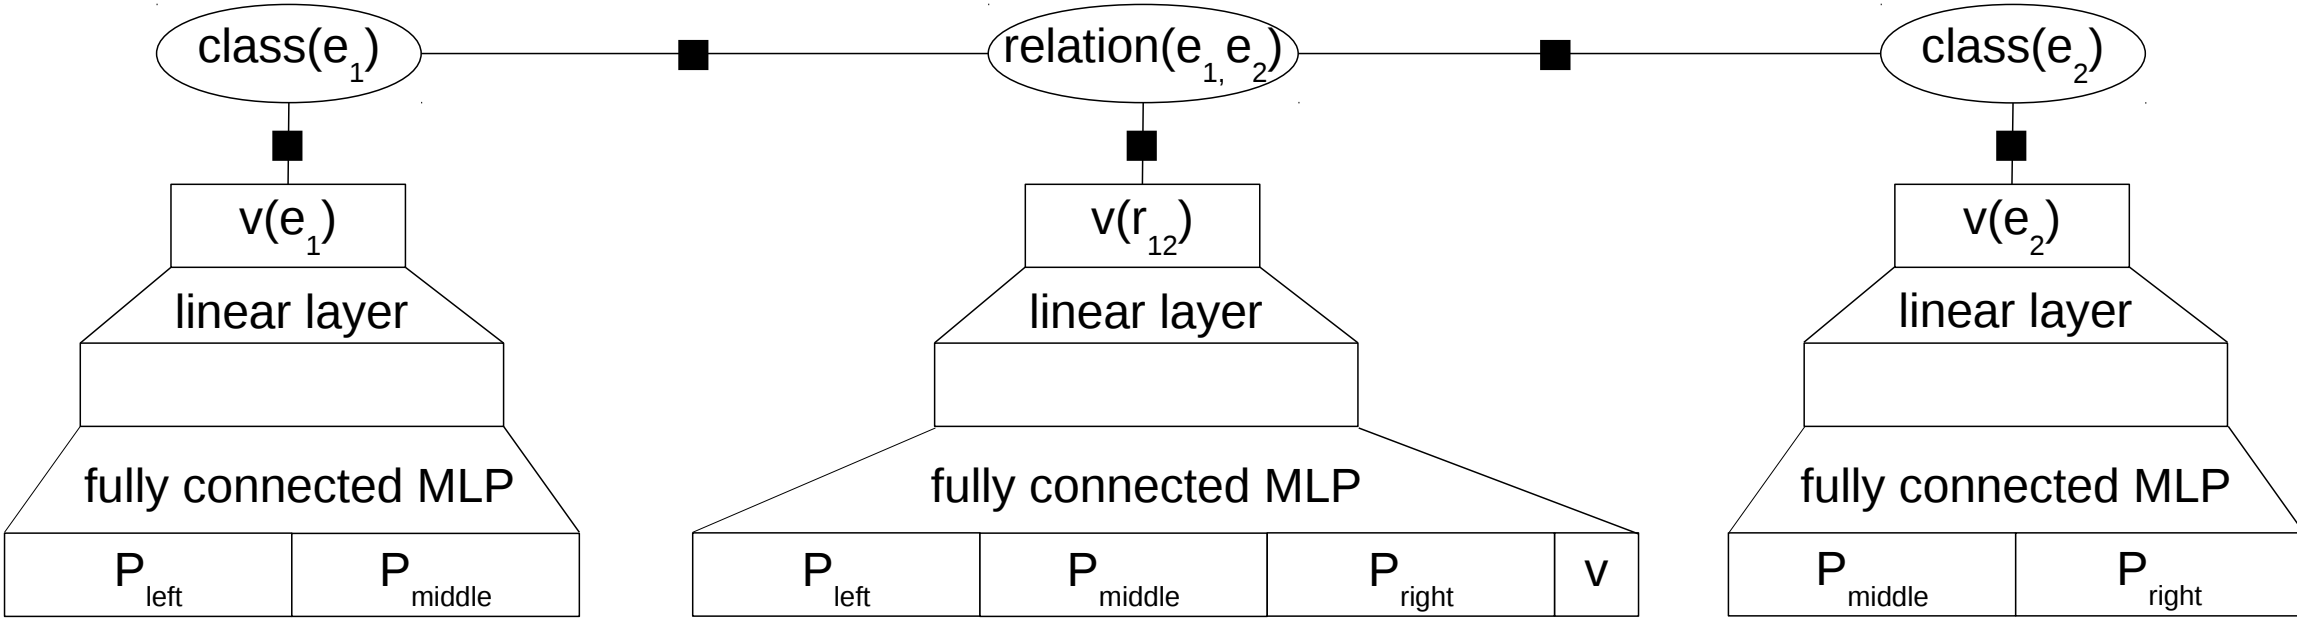 class(e1) relation(e1,e2) class(e2)
v(e1) v(r12) v(e2)
linear layer linear layer linear layer
fully connected MLP fully connected MLP fully connected MLP
Pleft Pmiddle Pleft Pmiddle Pright v Pmiddle Pright